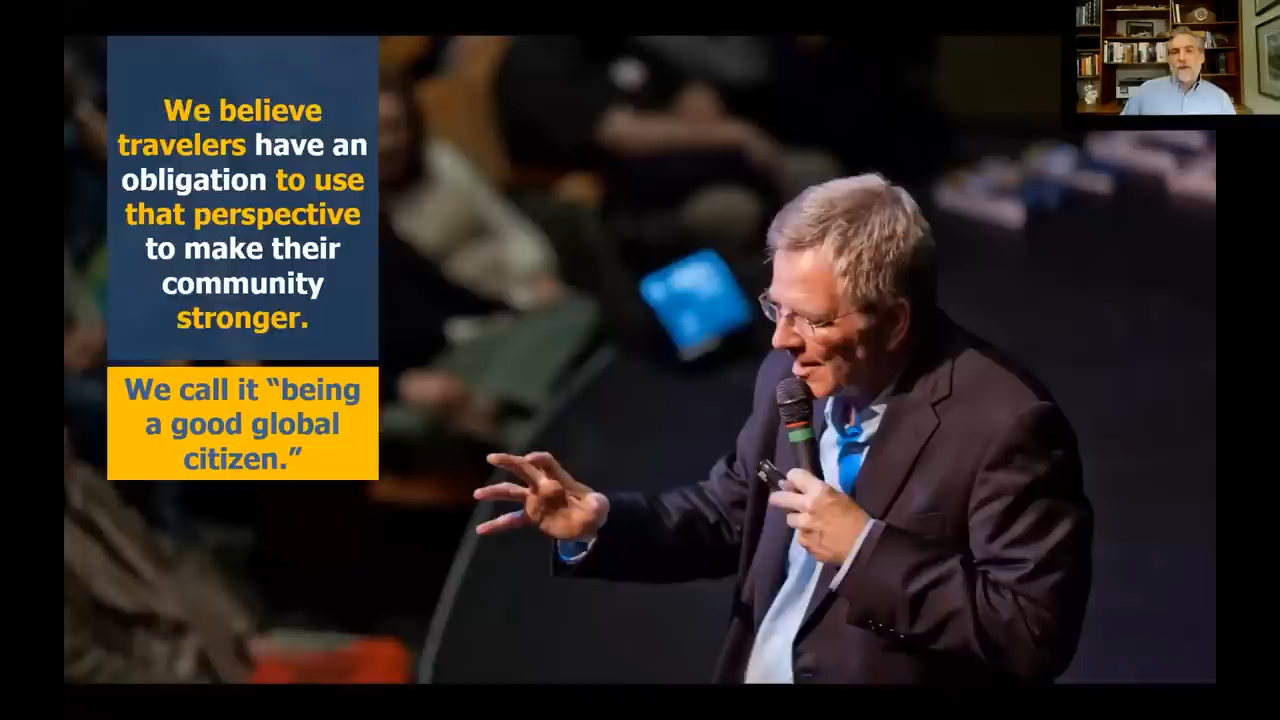 We believe
travelers have an
obligation to use
that perspective
to make their
community
stronger.
We call it “being
a good global
citizen.”